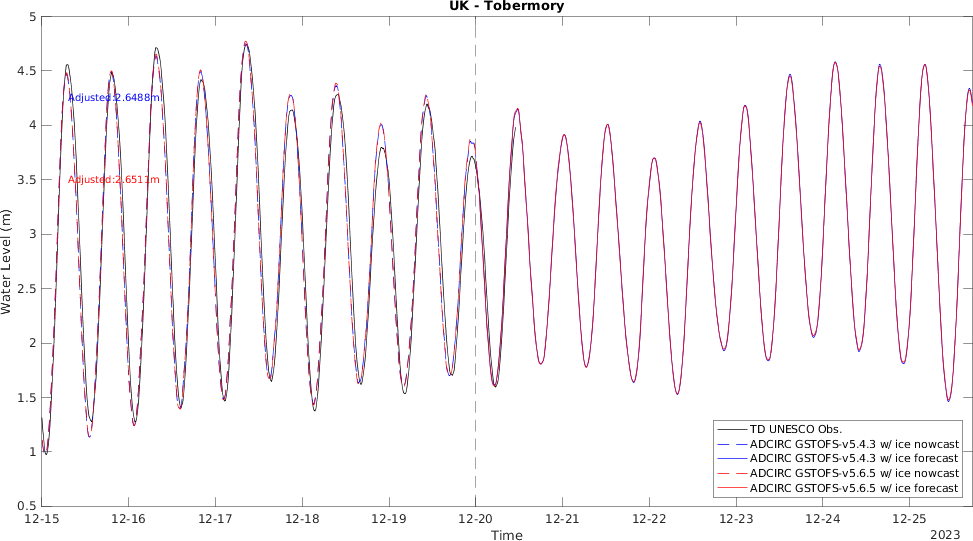 UK - Tobermory
5
4.5
4
3.5
3
2.5
2
1.5
1
0.5
Water Level (m)
Adjusted:2.6488m
Adjusted:2.6511m
TD UNESCO Obs.
ADCIRC GSTOFS-v5.4.3 w/ ice nowcast
ADCIRC GSTOFS-v5.4.3 w/ ice forecast
ADCIRC GSTOFS-v5.6.5 w/ ice nowcast
ADCIRC GSTOFS-v5.6.5 w/ ice forecast
12-15 12-16 12-17 12-18 12-19 12-20 12-21 12-22 12-23 12-24 12-25
Time
2023